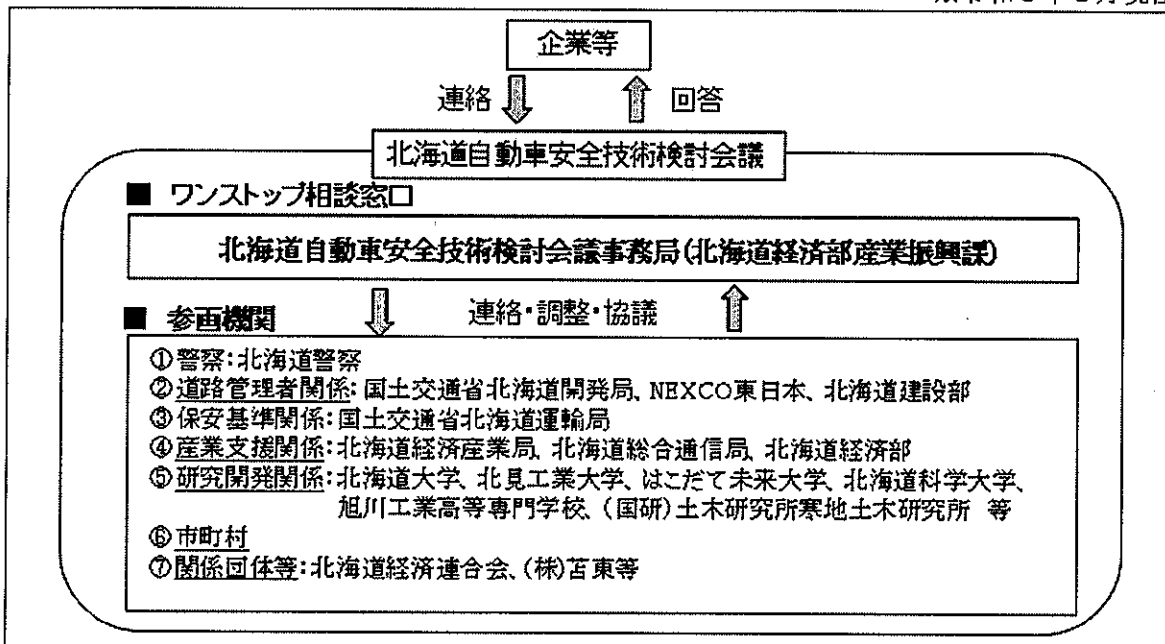 企業等
連絡 回答
北海道自動車安全技術検討会議
■ ワンストップ相談窓口
北海道自動車安全技術検討会議事務局(北海道経済部産業振興課)
■ 参画機関 連絡・調整・協議
①警察:北海道警察
②道路管理者関係:国土交通省北海道開発局、NEXCO東日本、北海道建設部
③保安基準関係:国土交通省北海道運輸局
④産業支援関係:北海道経済産業局、北海道総合通信局、北海道経済部
⑤研究開発関係:北海道大学、北見工業大学、はこだて未来大学、北海道科学大学、
旭川工業高等専門学校、(国研)土木研究所寒地土木研究所 等
⑥市町村
⑦関係団体等:北海道経済連合会、(株)苫東等